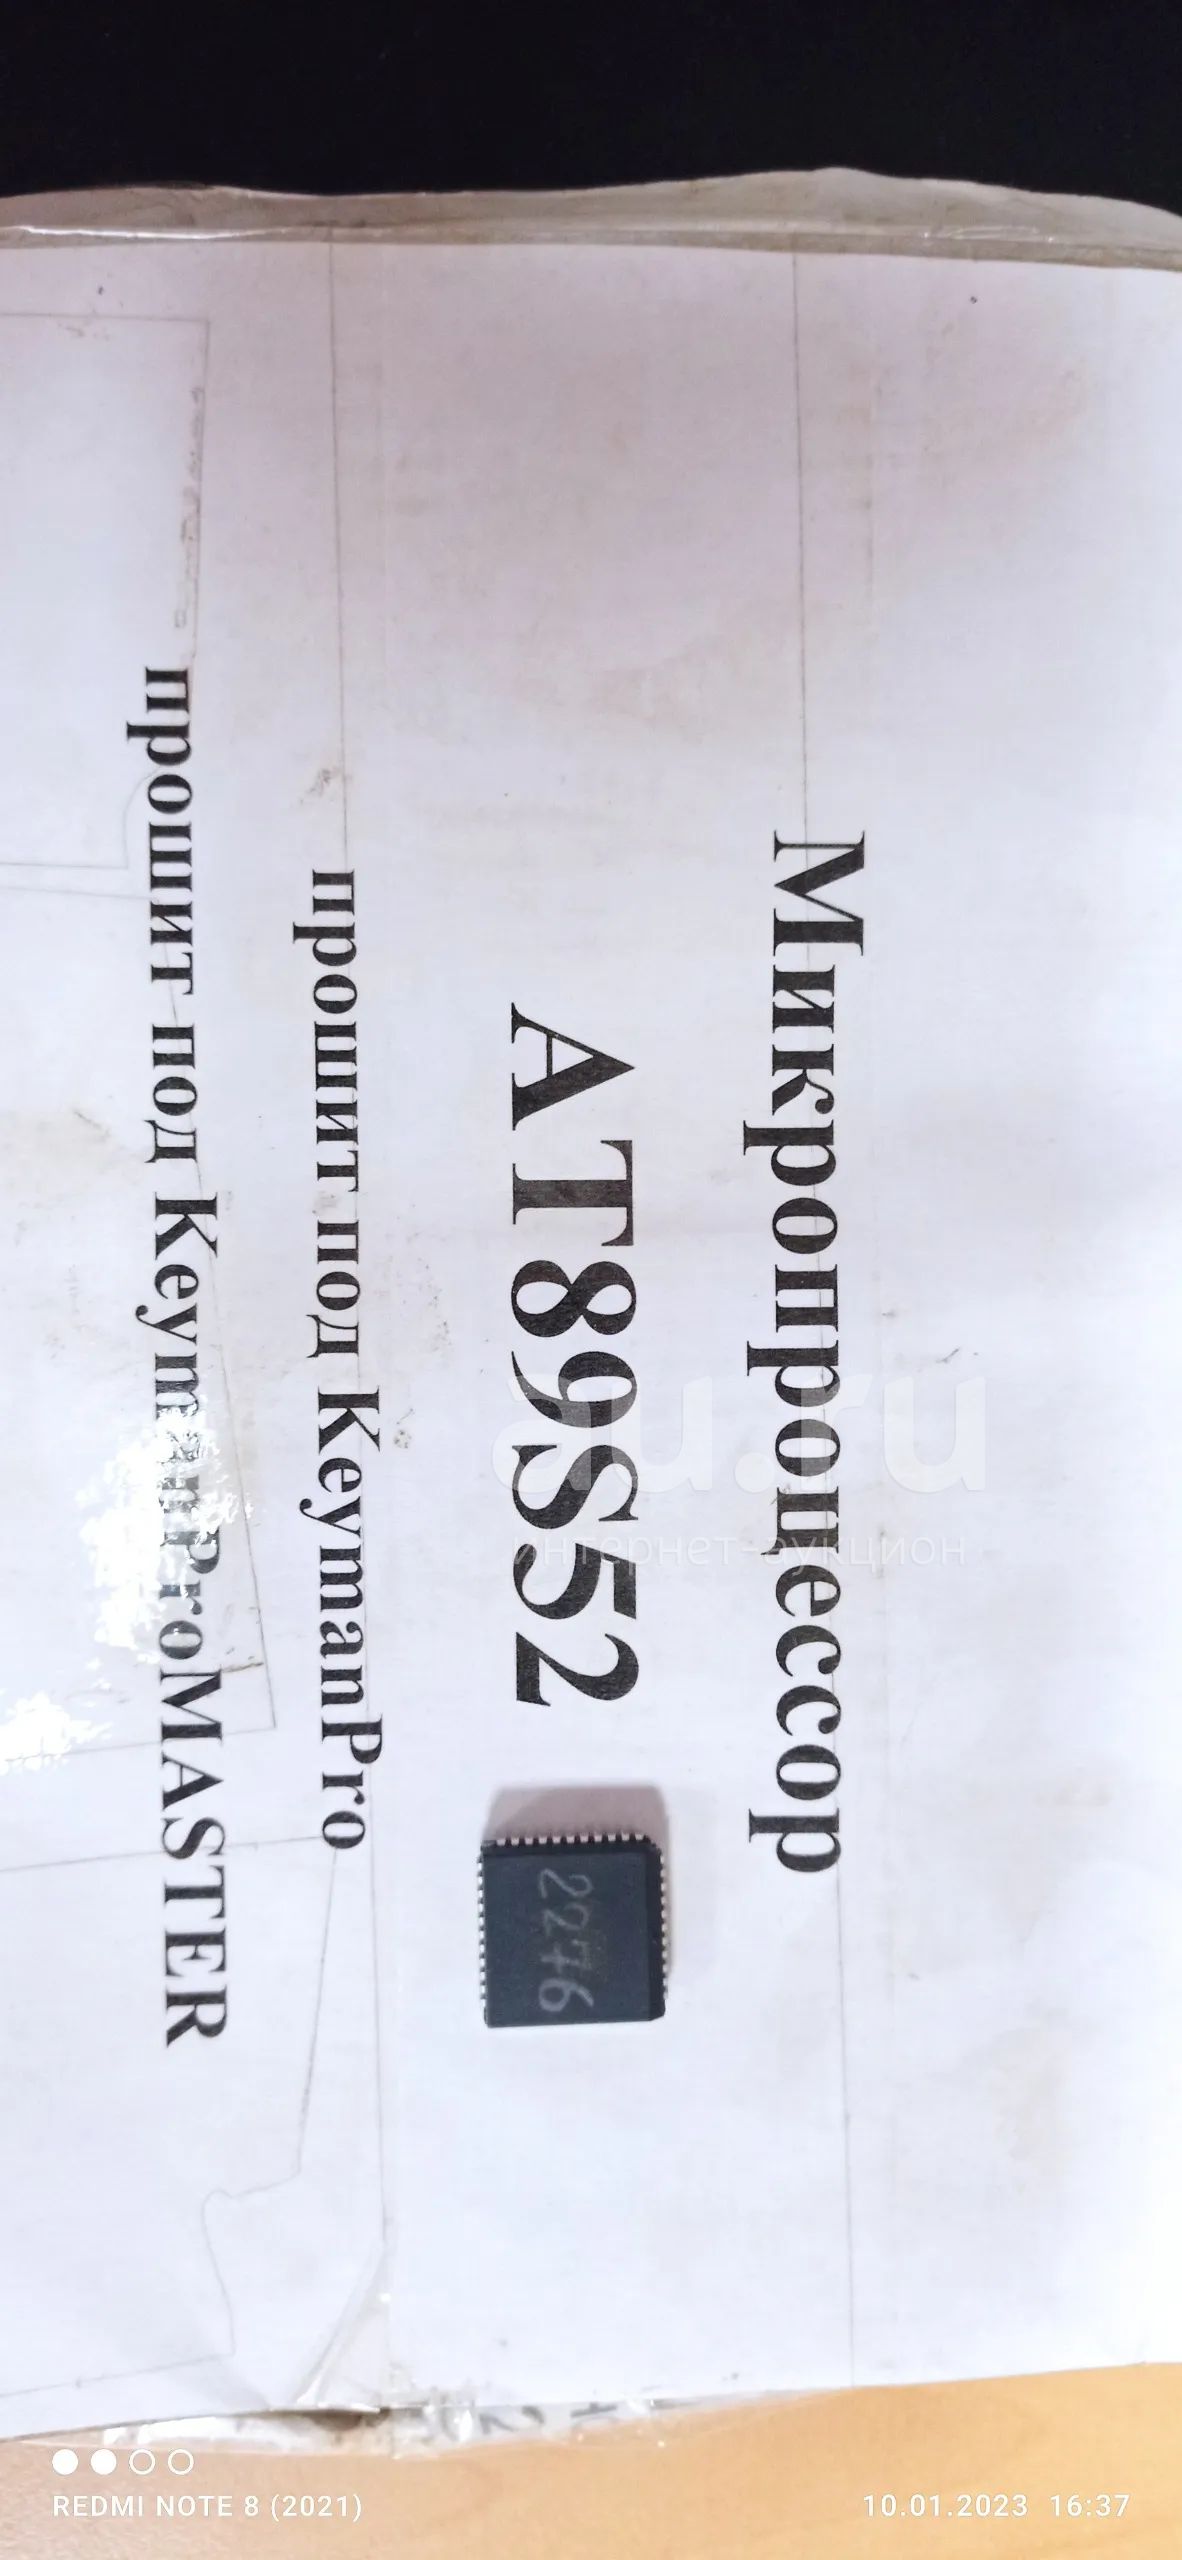 Микропроцессор
AT89S52
2276
прошит под KeymanPro
прошит под KeymanProMASTER
au.ru
интернет-аукцион
REDMI NOTE 8 (2021)
10.01.2023 16:37